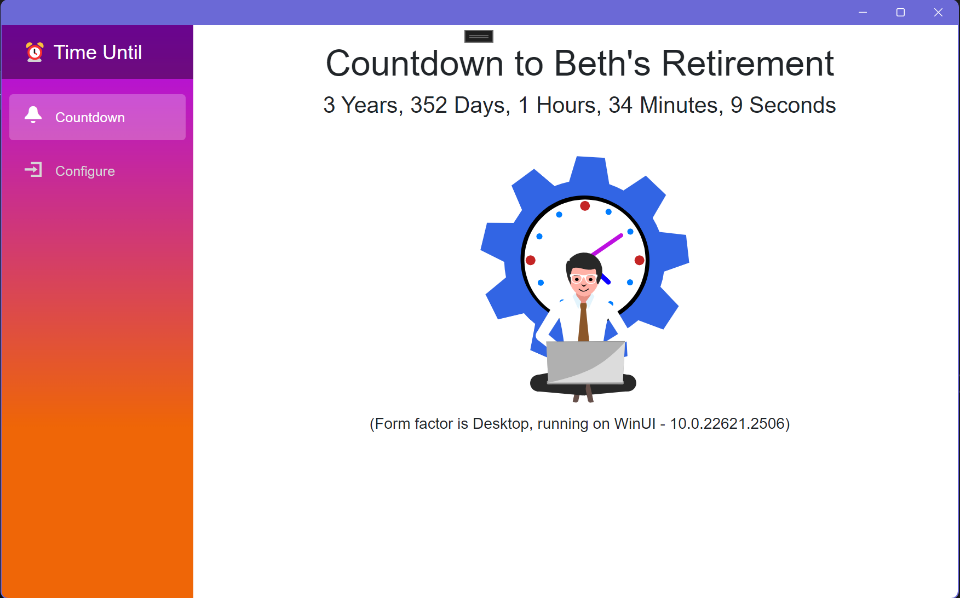 Time Until
Countdown
Configure
Countdown to Beth's Retirement
3 Years, 352 Days, 1 Hours, 34 Minutes, 9 Seconds
(Form factor is Desktop, running on WinUI - 10.0.22621.2506)